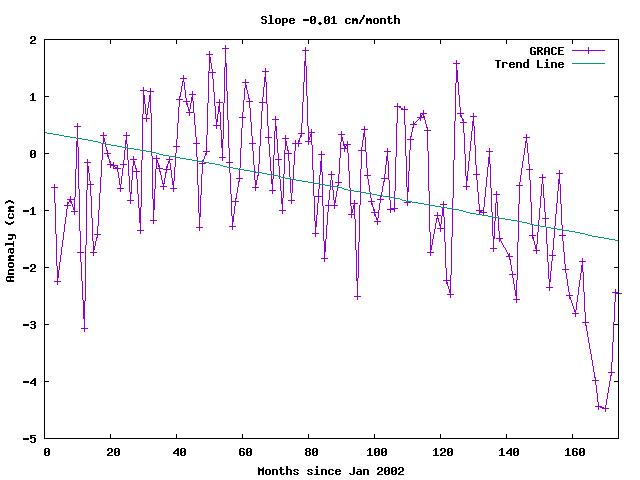 Slope -0.01 cm/month
GRACE
Trend Line
2
1
0
-1
-2
-3
-4
-5
Anomaly (cm)
0 20 40 60 80 100 120 140 160
Months since Jan 2002